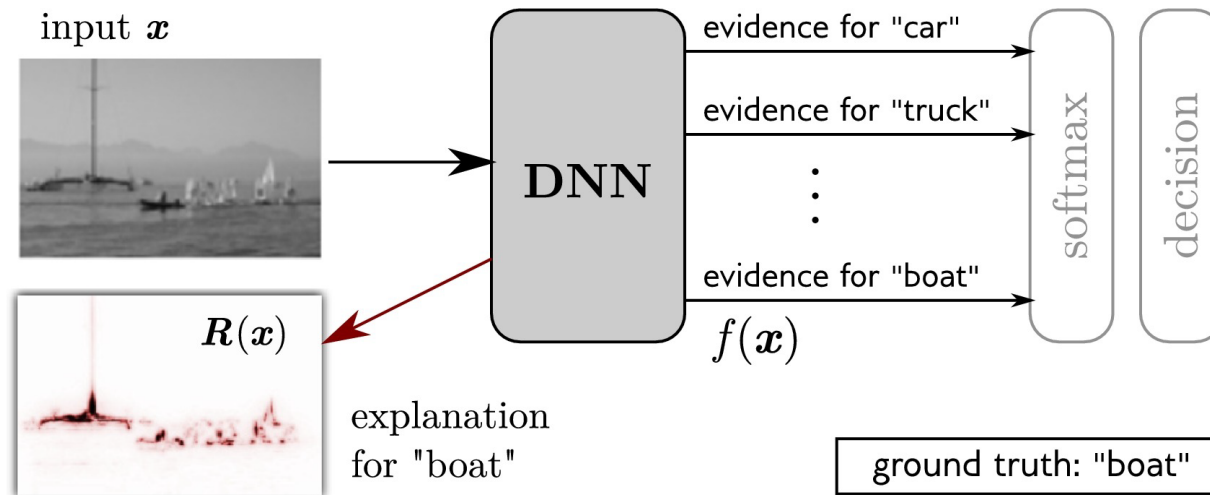 input x
evidence for "car"
evidence for "truck"
DNN
⋮
evidence for "boat"
f(x)
softmax
decision
R(x)
explanation
for "boat"
ground truth: "boat"